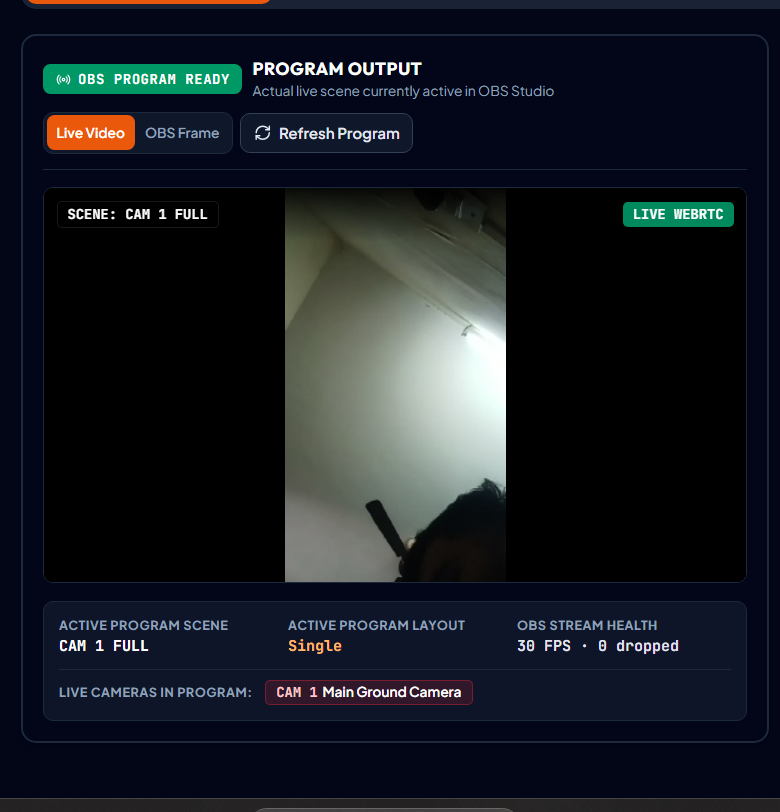 OBS PROGRAM READY
PROGRAM OUTPUT
Actual live scene currently active in OBS Studio
Live Video
OBS Frame
Refresh Program
SCENE: CAM 1 FULL
LIVE WEBRTC
ACTIVE PROGRAM SCENE
CAM 1 FULL
ACTIVE PROGRAM LAYOUT
Single
OBS STREAM HEALTH
30 FPS · 0 dropped
LIVE CAMERAS IN PROGRAM:
CAM 1 Main Ground Camera